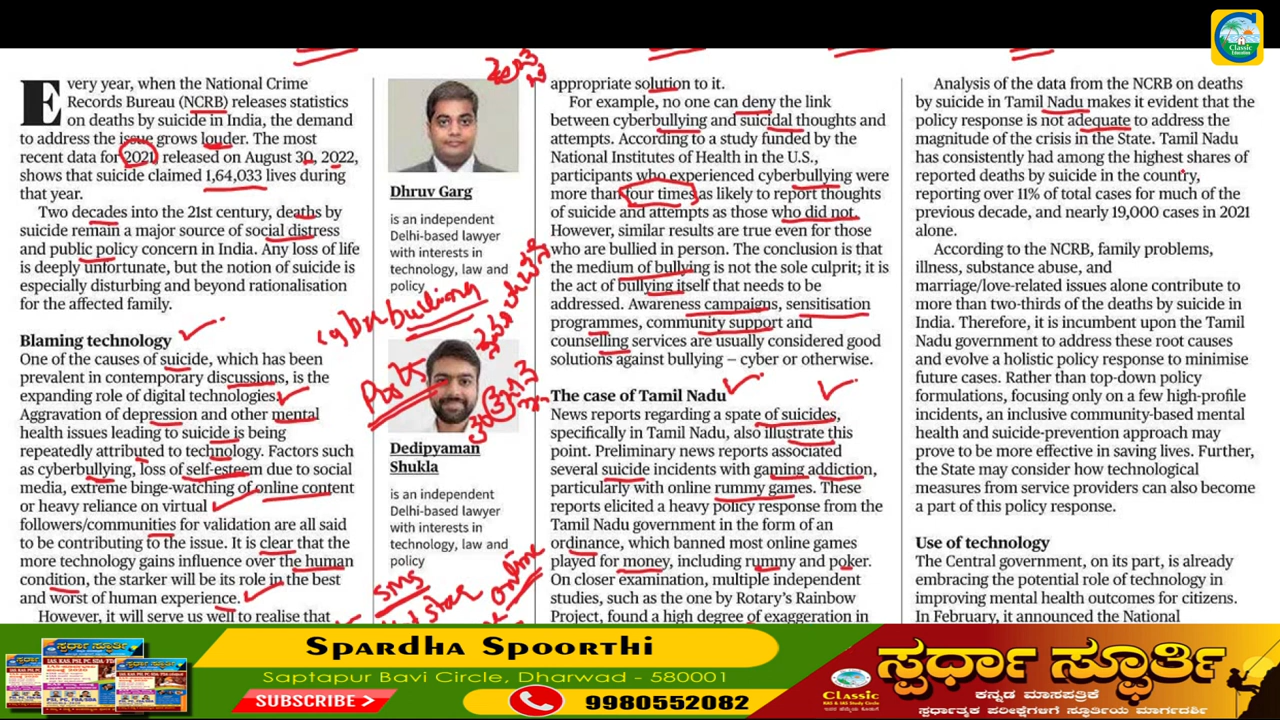 Classic
Education
Every year, when the National Crime
Records Bureau (NCRB) releases statistics
on deaths by suicide in India, the demand
to address the issue grows louder. The most
recent data for 2021, released on August 30, 2022,
shows that suicide claimed 1,64,033 lives during
that year.
Two decades into the 21st century, deaths by
suicide remain a major source of social distress
and public policy concern in India. Any loss of life
is deeply unfortunate, but the notion of suicide is
especially disturbing and beyond rationalisation
for the affected family.
Blaming technology
One of the causes of suicide, which has been
prevalent in contemporary discussions, is the
expanding role of digital technologies.
Aggravation of depression and other mental
health issues leading to suicide is being
repeatedly attributed to technology. Factors such
as cyberbullying, loss of self-esteem due to social
media, extreme binge-watching of online content
or heavy reliance on virtual
followers/communities for validation are all said
to be contributing to the issue. It is clear that the
more technology gains influence over the human
condition, the starker will be its role in the best
and worst of human experience.
However, it will serve us well to realise that
Dhruv Garg
is an independent
Delhi-based lawyer
with interests in
technology, law and
policy
cyberbulling
Posts
Dedipyaman
Shukla
is an independent
Delhi-based lawyer
with interests in
technology, law and
policy
sms
online
appropriate solution to it.
For example, no one can deny the link
between cyberbullying and suicidal thoughts and
attempts. According to a study funded by the
National Institutes of Health in the U.S.,
participants who experienced cyberbullying were
more than four times as likely to report thoughts
of suicide and attempts as those who did not.
However, similar results are true even for those
who are bullied in person. The conclusion is that
the medium of bullying is not the sole culprit; it is
the act of bullying itself that needs to be
addressed. Awareness campaigns, sensitisation
programmes, community support and
counselling services are usually considered good
solutions against bullying – cyber or otherwise.
The case of Tamil Nadu
News reports regarding a spate of suicides,
specifically in Tamil Nadu, also illustrate this
point. Preliminary news reports associated
several suicide incidents with gaming addiction,
particularly with online rummy games. These
reports elicited a heavy policy response from the
Tamil Nadu government in the form of an
ordinance, which banned most online games
played for money, including rummy and poker.
On closer examination, multiple independent
studies, such as the one by Rotary's Rainbow
Project, found a high degree of exaggeration in
Analysis of the data from the NCRB on deaths
by suicide in Tamil Nadu makes it evident that the
policy response is not adequate to address the
magnitude of the crisis in the State. Tamil Nadu
has consistently had among the highest shares of
reported deaths by suicide in the country,
reporting over 11% of total cases for much of the
previous decade, and nearly 19,000 cases in 2021
alone.
According to the NCRB, family problems,
illness, substance abuse, and
marriage/love-related issues alone contribute to
more than two-thirds of the deaths by suicide in
India. Therefore, it is incumbent upon the Tamil
Nadu government to address these root causes
and evolve a holistic policy response to minimise
future cases. Rather than top-down policy
formulations, focusing only on a few high-profile
incidents, an inclusive community-based mental
health and suicide-prevention approach may
prove to be more effective in saving lives. Further,
the State may consider how technological
measures from service providers can also become
a part of this policy response.
Use of technology
The Central government, on its part, is already
embracing the potential role of technology in
improving mental health outcomes for citizens.
In February, it announced the National
Spardha Spoorthi
Saptapur Bavi Circle, Dharwad - 580001
SUBSCRIBE
9980552082
Classic
ಸ್ಪರ್ಧಾ ಸ್ಫೂರ್ತಿ
ಕನ್ನಡ ಮಾಸಪತ್ರಿಕೆ
ಸ್ಪರ್ಧಾತ್ಮಕ ಪರೀಕ್ಷೆಗಳಿಗೆ ಸ್ಫೂರ್ತಿಯ ಮಾರ್ಗದರ್ಶಿ